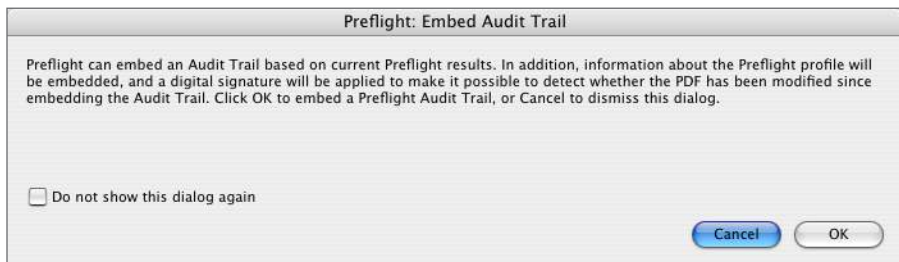 Preflight: Embed Audit Trail
Preflight can embed an Audit Trail based on current Preflight results. In addition, information about the Preflight profile will
be embedded, and a digital signature will be applied to make it possible to detect whether the PDF has been modified since
embedding the Audit Trail. Click OK to embed a Preflight Audit Trail, or Cancel to dismiss this dialog.
Do not show this dialog again
Cancel OK